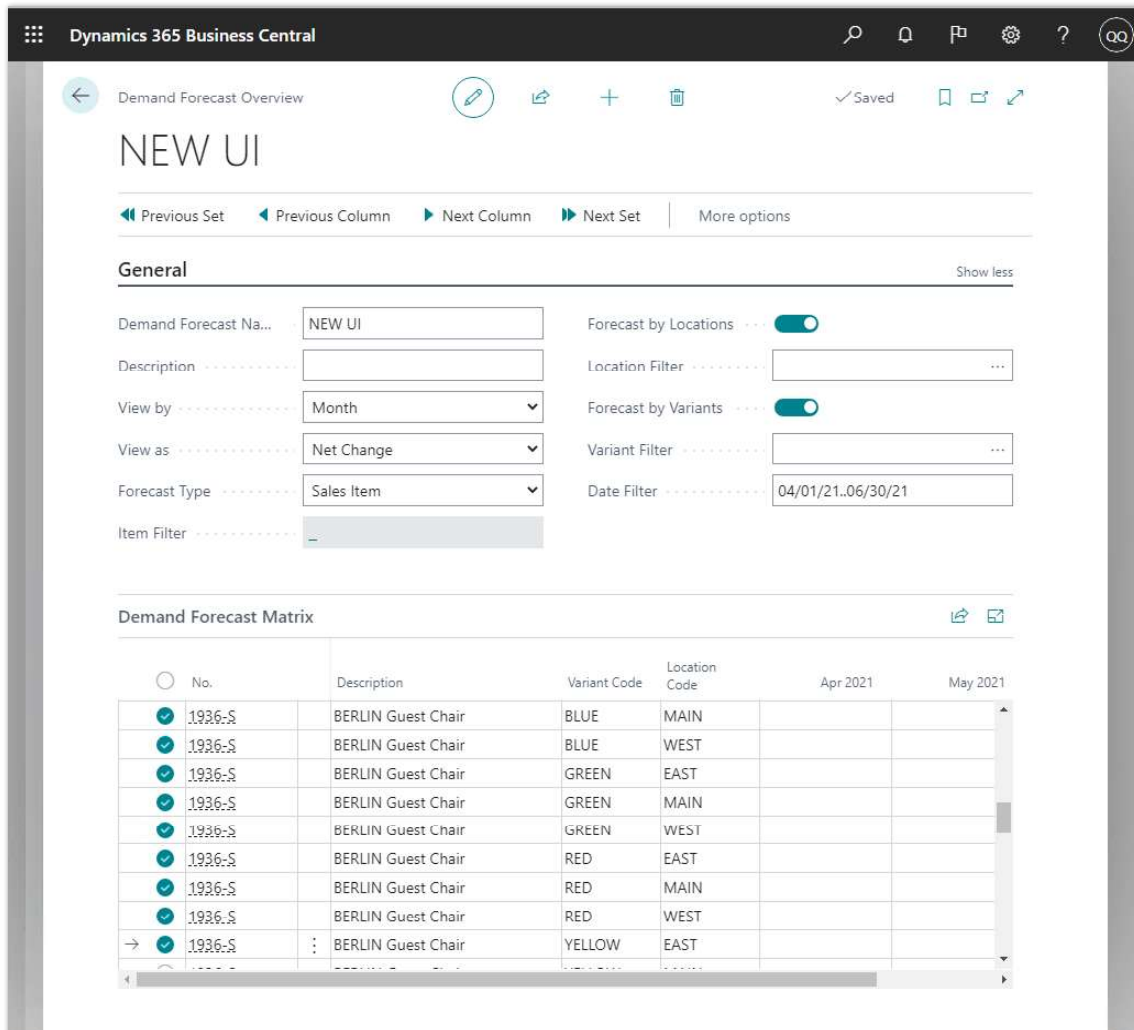 Dynamics 365 Business Central ? QQ
Demand Forecast Overview Saved
NEW UI
Previous Set Previous Column Next Column Next Set More options
General Show less
Demand Forecast Na... NEW UI Forecast by Locations
Description Location Filter ...
View by Month Forecast by Variants
View as Net Change Variant Filter ...
Forecast Type Sales Item Date Filter 04/01/21..06/30/21
Item Filter _
Demand Forecast Matrix
No. Description Variant Code Location Code Apr 2021 May 2021
1936-S BERLIN Guest Chair BLUE MAIN
1936-S BERLIN Guest Chair BLUE WEST
1936-S BERLIN Guest Chair GREEN EAST
1936-S BERLIN Guest Chair GREEN MAIN
1936-S BERLIN Guest Chair GREEN WEST
1936-S BERLIN Guest Chair RED EAST
1936-S BERLIN Guest Chair RED MAIN
1936-S BERLIN Guest Chair RED WEST
1936-S BERLIN Guest Chair YELLOW EAST